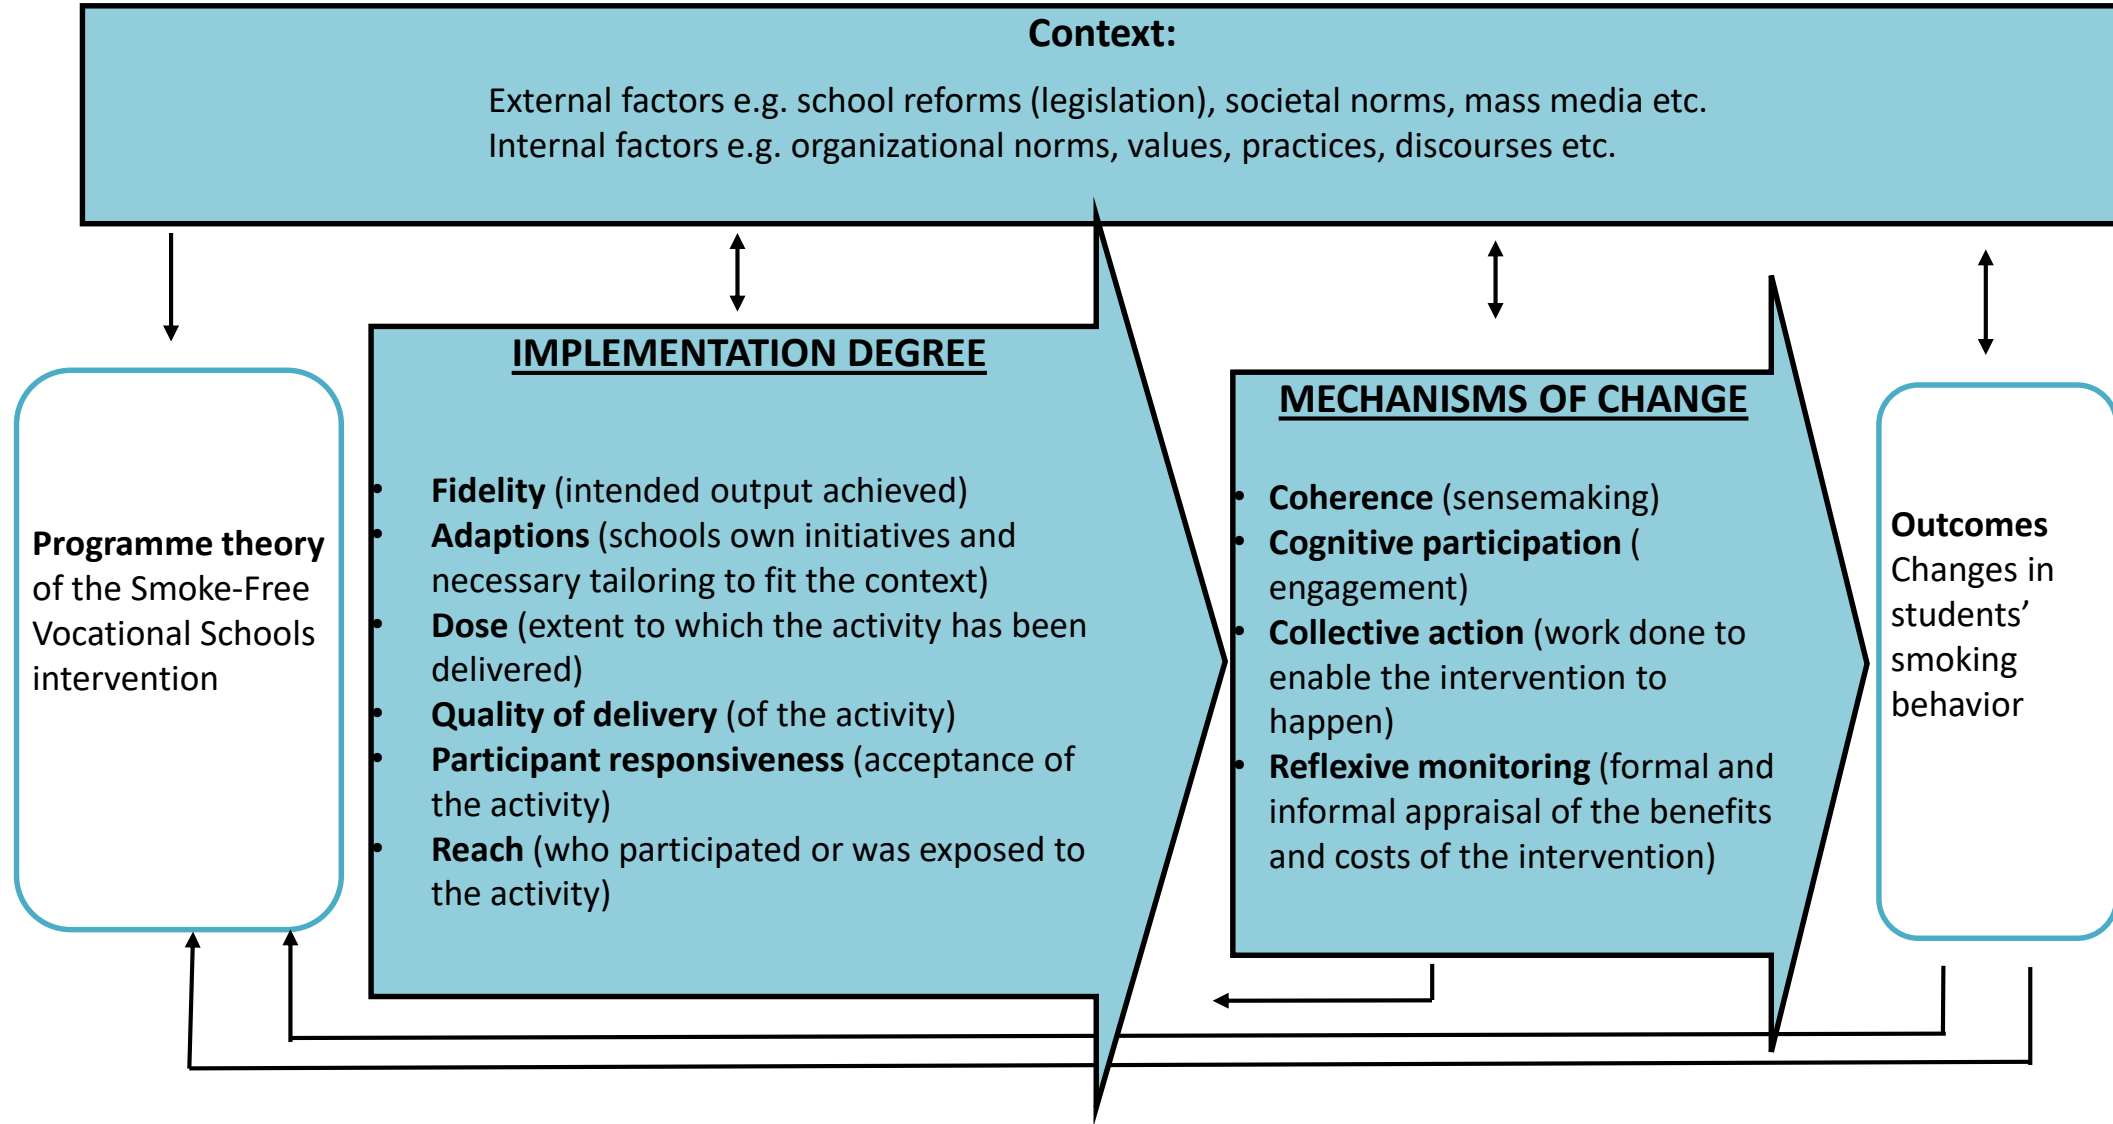 Context:
External factors e.g. school reforms (legislation), societal norms, mass media etc.
Internal factors e.g. organizational norms, values, practices, discourses etc.
Programme theory
of the Smoke-Free
Vocational Schools
intervention
IMPLEMENTATION DEGREE
• Fidelity (intended output achieved)
• Adaptions (schools own initiatives and
necessary tailoring to fit the context)
• Dose (extent to which the activity has been
delivered)
• Quality of delivery (of the activity)
• Participant responsiveness (acceptance of
the activity)
• Reach (who participated or was exposed to
the activity)
MECHANISMS OF CHANGE
• Coherence (sensemaking)
• Cognitive participation (
engagement)
• Collective action (work done to
enable the intervention to
happen)
• Reflexive monitoring (formal and
informal appraisal of the benefits
and costs of the intervention)
Outcomes
Changes in
students’
smoking
behavior